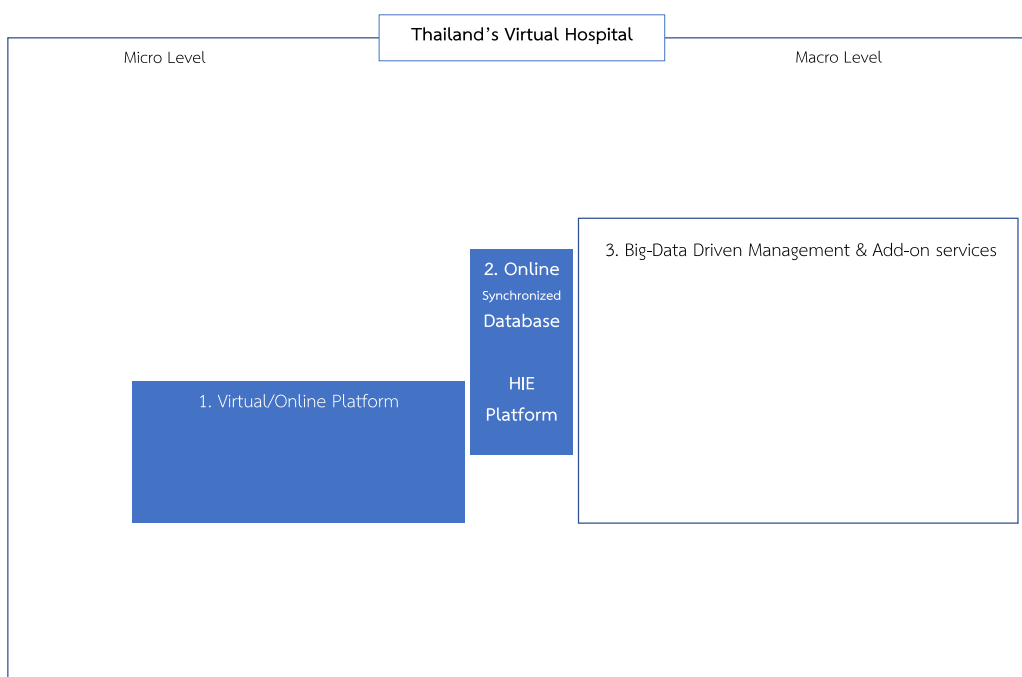 Thailand’s Virtual Hospital
Micro Level
Macro Level
3. Big-Data Driven Management & Add-on services
2. Online
Synchronized
Database
HIE
Platform
1. Virtual/Online Platform